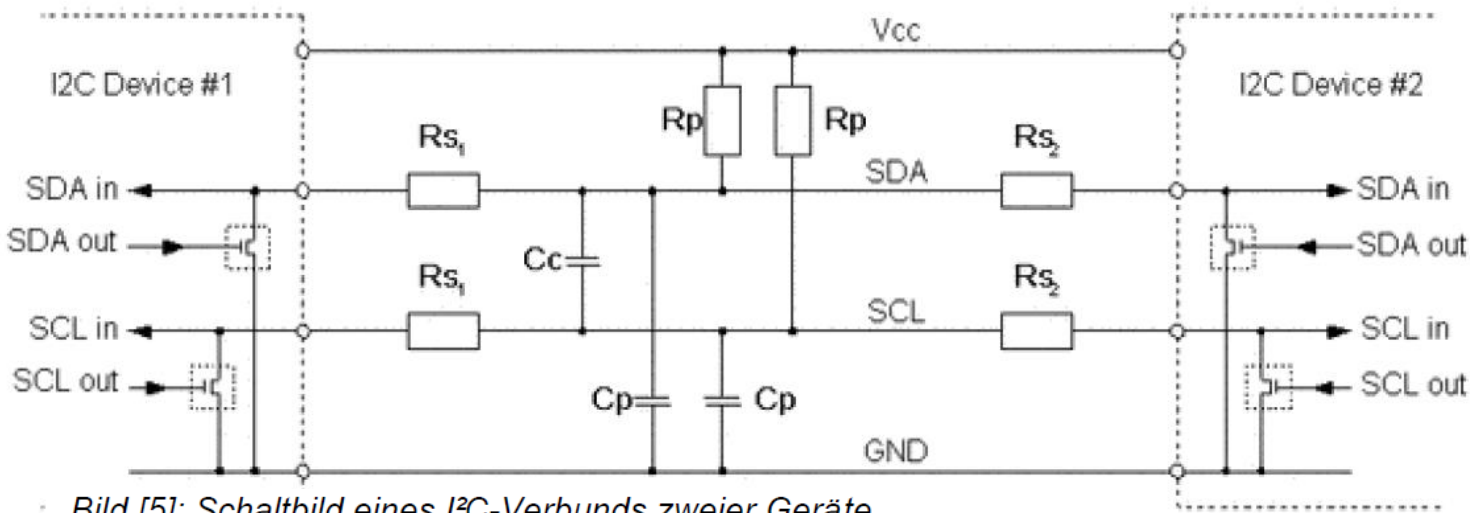 Vcc
I2C Device #1
I2C Device #2
Rp
Rp
Rs₁
Rs₂
SDA in
SDA
SDA in
SDA out
SDA out
Cc
Rs₁
Rs₂
SCL in
SCL
SCL in
SCL out
SCL out
Cp
Cp
GND
Bild [5]: Schaltbild eines I²C-Verbunds zweier Geräte